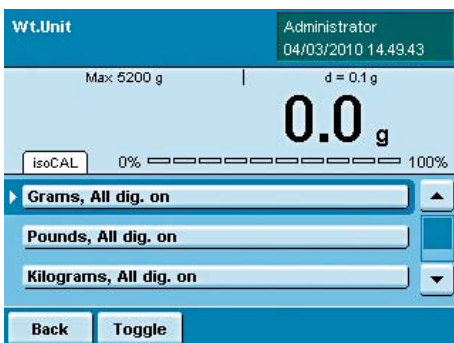 Wt.Unit
Administrator
04/03/2010 14.49.43
Max 5200 g
d = 0.1 g
0.0 g
isoCAL
0%
100%
Grams, All dig. on
Pounds, All dig. on
Kilograms, All dig. on
Back
Toggle